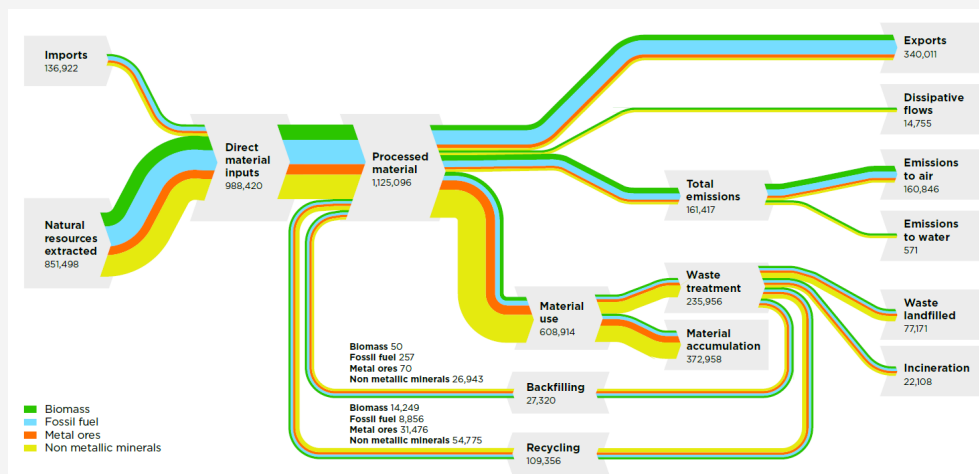 Imports
136,922
Natural
resources
extracted
851,498
Direct
material
inputs
988,420
Processed
material
1,125,096
Exports
340,011
Dissipative
flows
14,755
Total
emissions
161,417
Emissions
to air
160,846
Emissions
to water
571
Material
use
608,914
Waste
treatment
235,956
Material
accumulation
372,958
Waste
landfilled
77,171
Incineration
22,108
Biomass 50
Fossil fuel 257
Metal ores 70
Non metallic minerals 26,943
Backfilling
27,320
Biomass 14,249
Fossil fuel 8,856
Metal ores 31,476
Non metallic minerals 54,775
Recycling
109,356
Biomass
Fossil fuel
Metal ores
Non metallic minerals